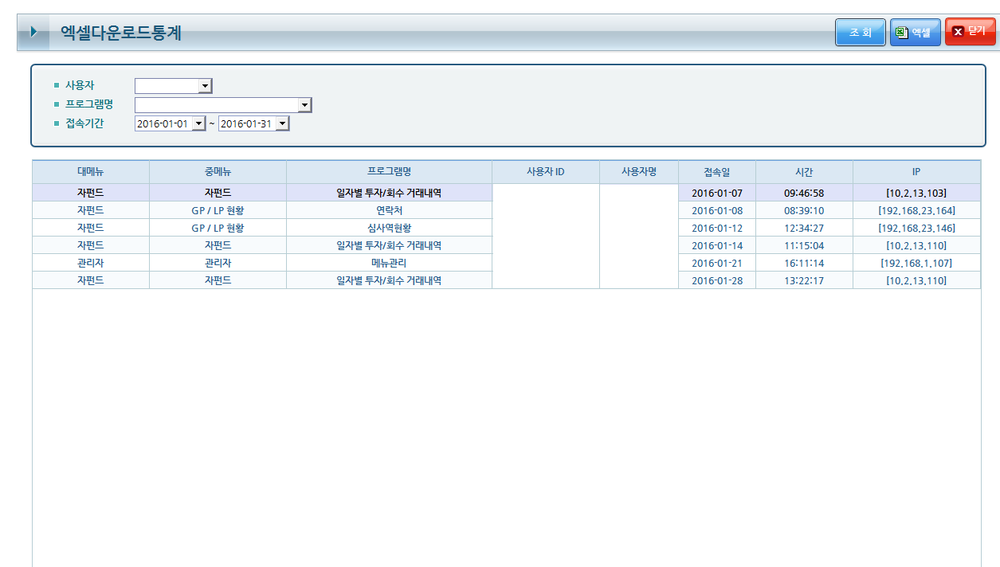 엑셀다운로드통계 조 회 엑셀 닫기
사용자
프로그램명
접속기간 2016-01-01 ~ 2016-01-31
대메뉴 중메뉴 프로그램명 사용자 ID 사용자명 접속일 시간 IP
자펀드 자펀드 일자별 투자/회수 거래내역 2016-01-07 09:46:58 [10.2.13.103]
자펀드 GP / LP 현황 연락처 2016-01-08 08:39:10 [192.168.23.164]
자펀드 GP / LP 현황 심사역현황 2016-01-12 12:34:27 [192.168.23.146]
자펀드 자펀드 일자별 투자/회수 거래내역 2016-01-14 11:15:04 [10.2.13.110]
관리자 관리자 메뉴관리 2016-01-21 16:11:14 [192.168.1.107]
자펀드 자펀드 일자별 투자/회수 거래내역 2016-01-28 13:22:17 [10.2.13.110]